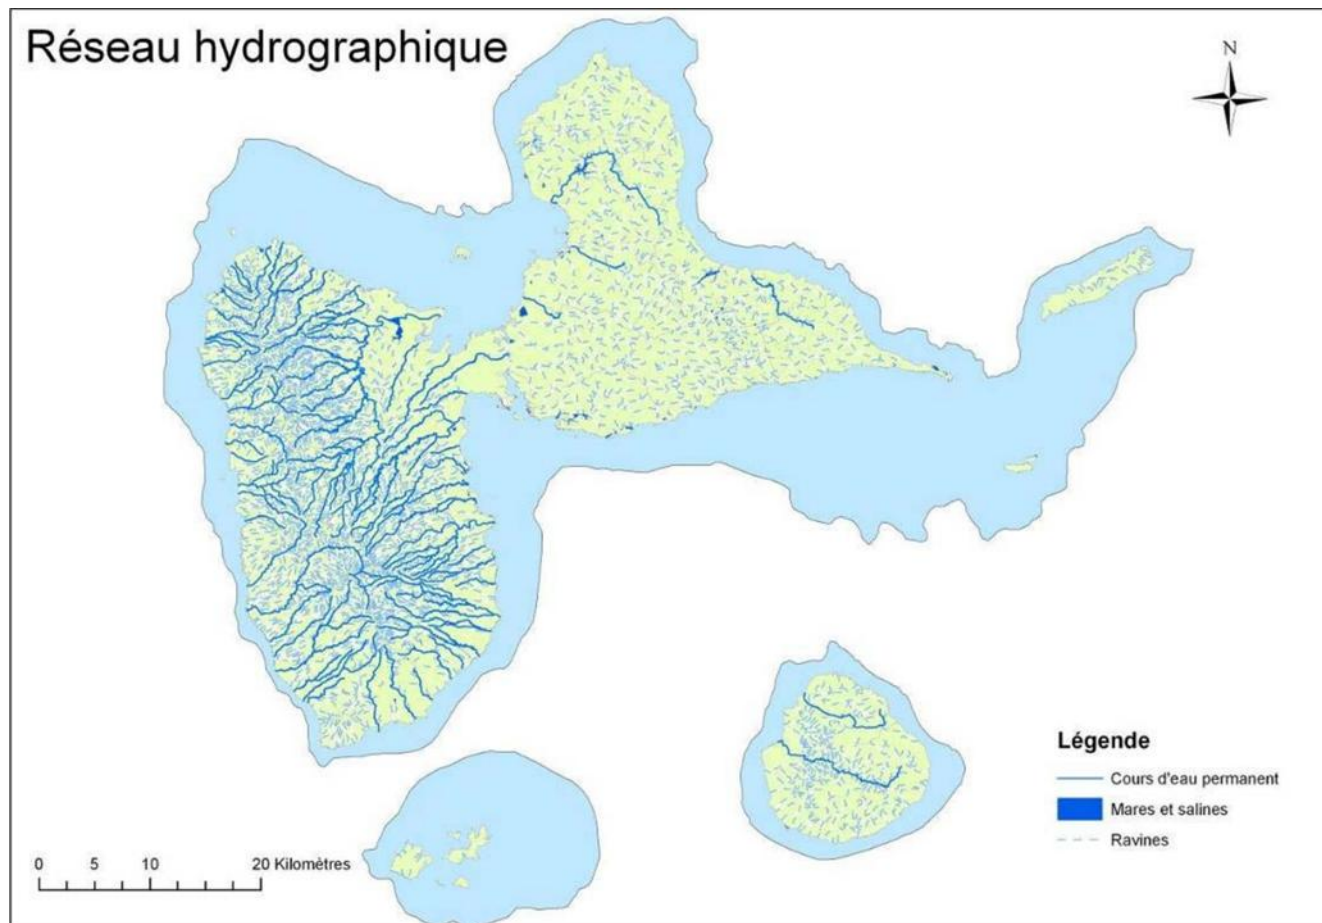 Réseau hydrographique
N
Légende
Cours d'eau permanent
Mares et salines
Ravines
0 5 10 20 Kilomètres